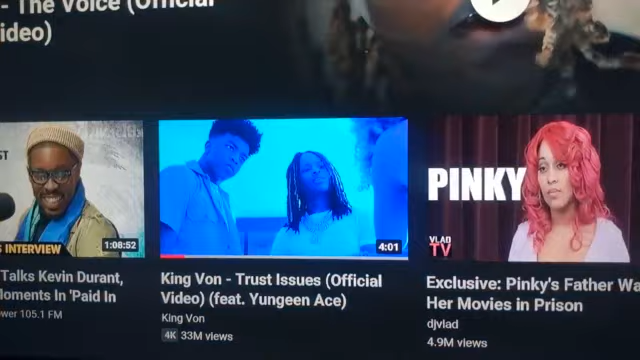 - The Voice (Official
ideo)
ST
S INTERVIEW
1:08:52
Talks Kevin Durant,
loments In 'Paid In
wer 105.1 FM
4:01
King Von - Trust Issues (Official
Video) (feat. Yungeen Ace)
King Von
4K 33M views
PINKY
VLAD
TV
Exclusive: Pinky's Father Wa
Her Movies in Prison
djvlad
4.9M views